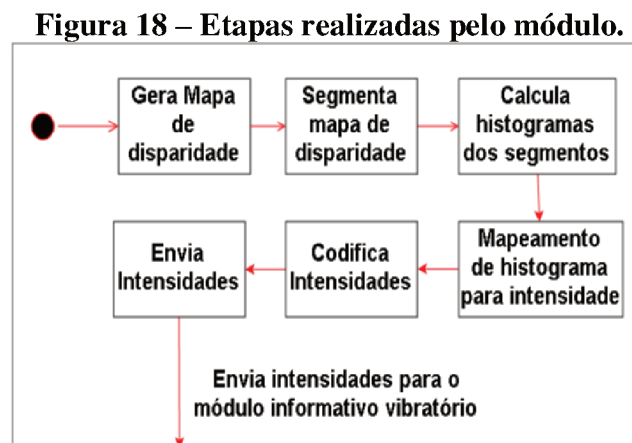 Figura 18 – Etapas realizadas pelo módulo.
Gera Mapa
de
disparidade
Segmenta
mapa de
disparidade
Calcula
histogramas
dos segmentos
Mapeamento
de histograma
para intensidade
Codifica
Intensidades
Envia
Intensidades
Envia intensidades para o
módulo informativo vibratório